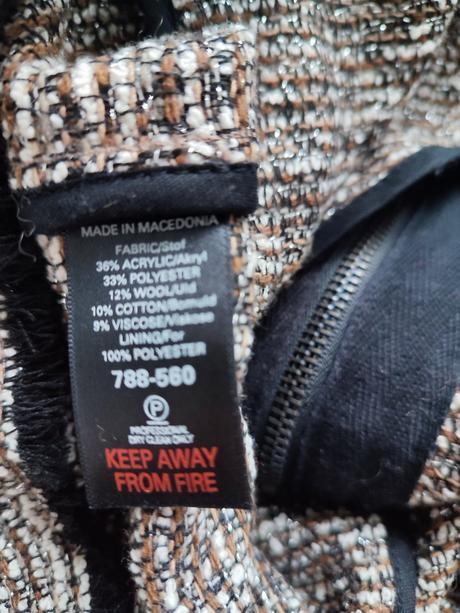 MADE IN MACEDONIA
FABRIC/Stof
36% ACRYLIC/Akryl
33% POLYESTER
12% WOOL/Uld
10% COTTON/Bomuld
9% VISCOSE/Viskose
LINING/For
100% POLYESTER
788-560
P
PROFESSIONAL
DRY CLEAN ONLY
KEEP AWAY
FROM FIRE